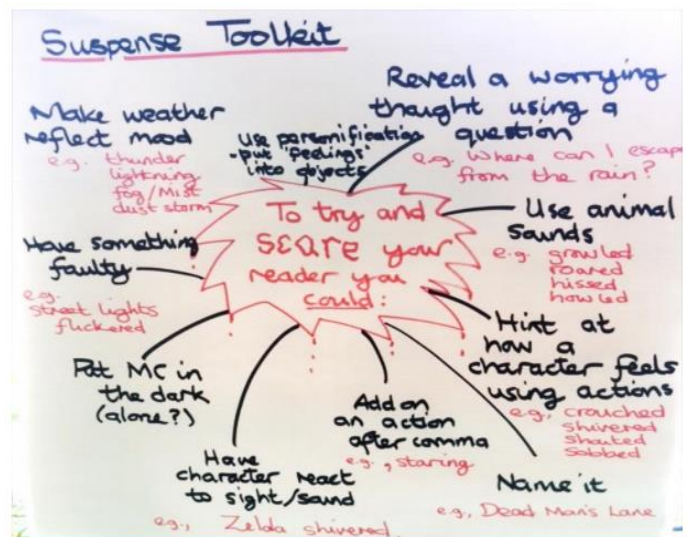 Suspense Toolkit
Make weather
reflect mood
e.g. thunder
lightning
fog/Mist
dust storm
Use personification
- put 'feelings'
into objects
Reveal a worrying
thought using a
question
e.g. Where can I escape
from the rain?
To try and
scare your
reader you
could:
Use animal
sounds
e.g. growled
roared
hissed
howled
Have something
faulty
e.g.
street lights
flickered
Hint at
how a
character feels
using actions
e.g., crouched
shivered
shouted
sobbed
Put MC in
the dark
(alone?)
Add on
an action
after comma
e.g. , staring
Have
character react
to sight/sound
e.g., Zelda shivered.
Name it
e.g., Dead Man's Lane